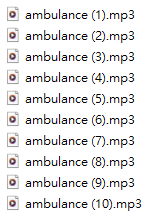 ambulance (1).mp3
ambulance (2).mp3
ambulance (3).mp3
ambulance (4).mp3
ambulance (5).mp3
ambulance (6).mp3
ambulance (7).mp3
ambulance (8).mp3
ambulance (9).mp3
ambulance (10).mp3